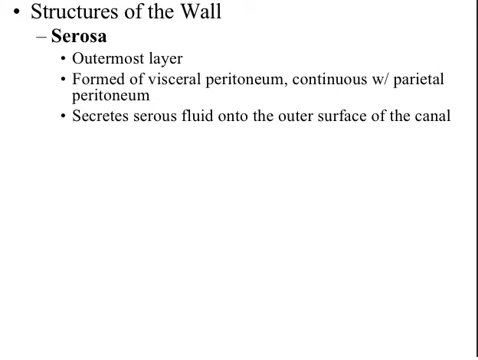 • Structures of the Wall
– Serosa
• Outermost layer
• Formed of visceral peritoneum, continuous w/ parietal
peritoneum
• Secretes serous fluid onto the outer surface of the canal